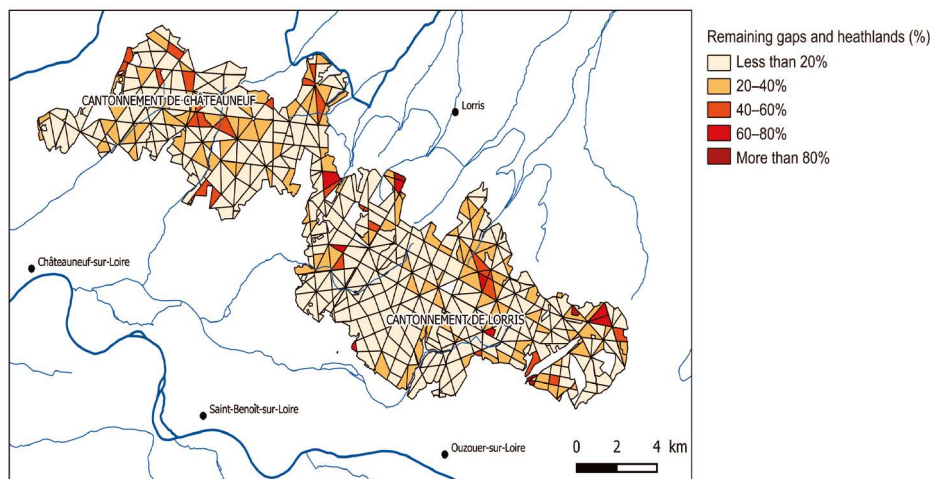 Remaining gaps and heathlands (%)
Less than 20%
20–40%
40–60%
60–80%
More than 80%
CANTONNEMENT DE CHÂTEAUNEUF
Lorris
Châteauneuf-sur-Loire
CANTONNEMENT DE LORRIS
Saint-Benoît-sur-Loire
Ouzouer-sur-Loire
0 2 4 km